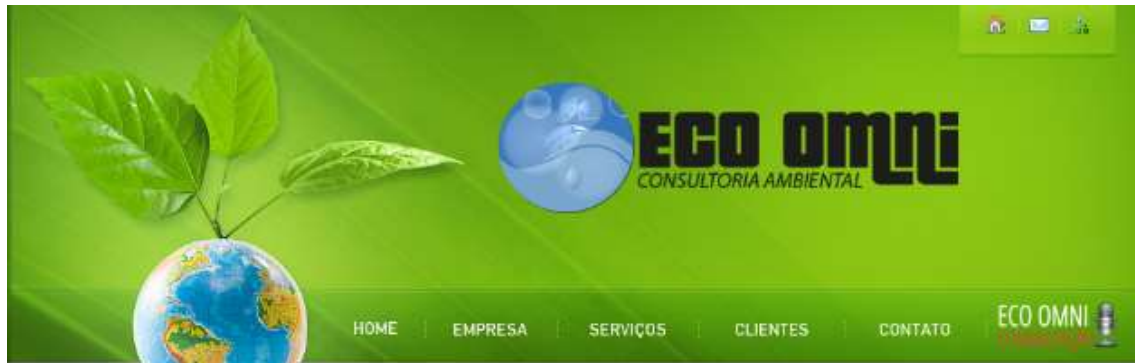 ECO OMNI
CONSULTORIA AMBIENTAL
HOME EMPRESA SERVIÇOS CLIENTES CONTATO ECO OMNI